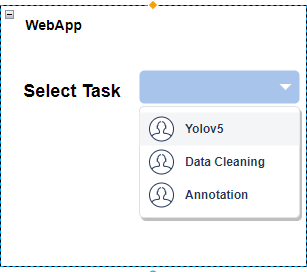 WebApp
Select Task
Yolov5
Data Cleaning
Annotation